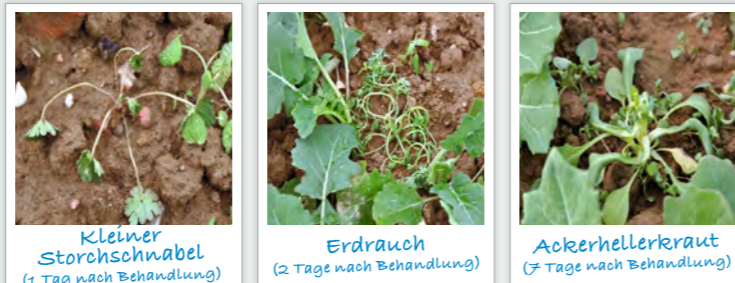 Kleiner
Storchschnabel
(1 Tag nach Behandlung)
Erdrauch
(2 Tage nach Behandlung)
Ackerhellerkraut
(7 Tage nach Behandlung)